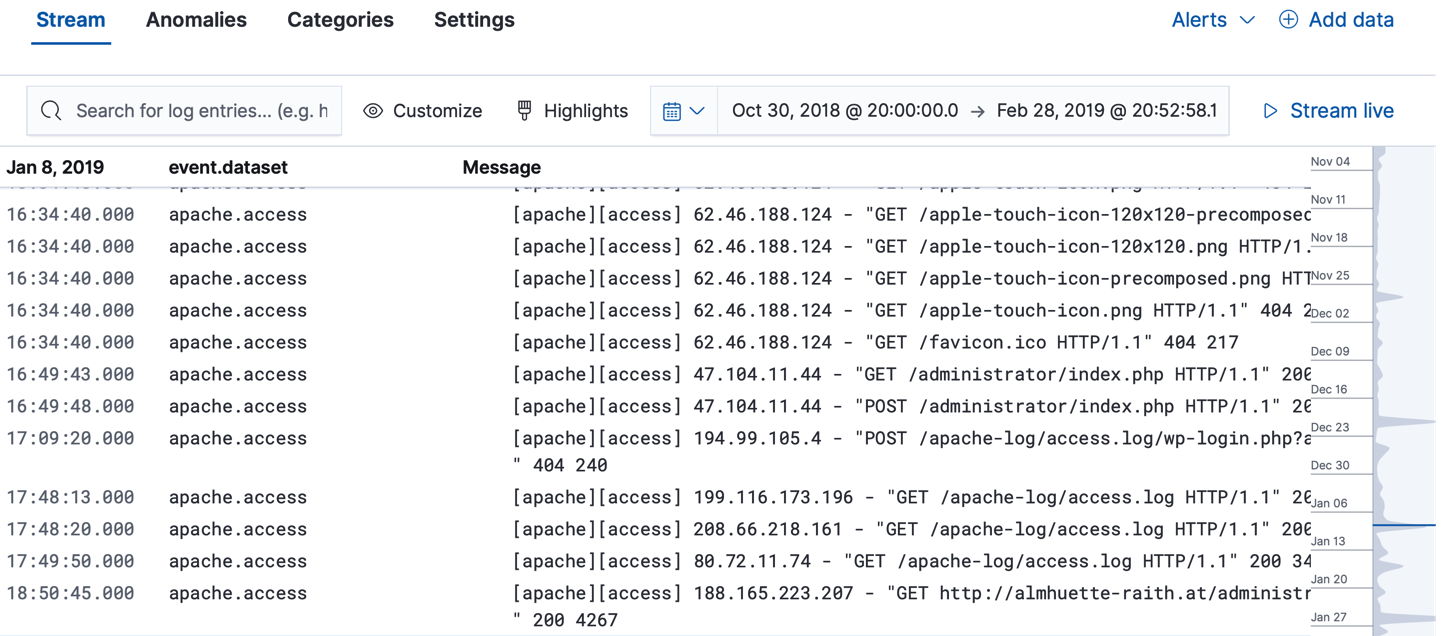 Stream Anomalies Categories Settings Alerts Add data
Search for log entries... (e.g. h Customize Highlights Oct 30, 2018 @ 20:00:00.0 → Feb 28, 2019 @ 20:52:58.1 Stream live
Jan 8, 2019 event.dataset Message
16:34:40.000 apache.access [apache][access] 62.46.188.124 - "GET /apple-touch-icon-120x120-precomposed
16:34:40.000 apache.access [apache][access] 62.46.188.124 - "GET /apple-touch-icon-120x120.png HTTP/1.
16:34:40.000 apache.access [apache][access] 62.46.188.124 - "GET /apple-touch-icon-precomposed.png HTT
16:34:40.000 apache.access [apache][access] 62.46.188.124 - "GET /apple-touch-icon.png HTTP/1.1" 404 2
16:34:40.000 apache.access [apache][access] 62.46.188.124 - "GET /favicon.ico HTTP/1.1" 404 217
16:49:43.000 apache.access [apache][access] 47.104.11.44 - "GET /administrator/index.php HTTP/1.1" 200
16:49:48.000 apache.access [apache][access] 47.104.11.44 - "POST /administrator/index.php HTTP/1.1" 20
17:09:20.000 apache.access [apache][access] 194.99.105.4 - "POST /apache-log/access.log/wp-login.php?a
" 404 240
17:48:13.000 apache.access [apache][access] 199.116.173.196 - "GET /apache-log/access.log HTTP/1.1" 20
17:48:20.000 apache.access [apache][access] 208.66.218.161 - "GET /apache-log/access.log HTTP/1.1" 200
17:49:50.000 apache.access [apache][access] 80.72.11.74 - "GET /apache-log/access.log HTTP/1.1" 200 34
18:50:45.000 apache.access [apache][access] 188.165.223.207 - "GET http://almhuette-raith.at/administr
" 200 4267
Nov 04
Nov 11
Nov 18
Nov 25
Dec 02
Dec 09
Dec 16
Dec 23
Dec 30
Jan 06
Jan 13
Jan 20
Jan 27